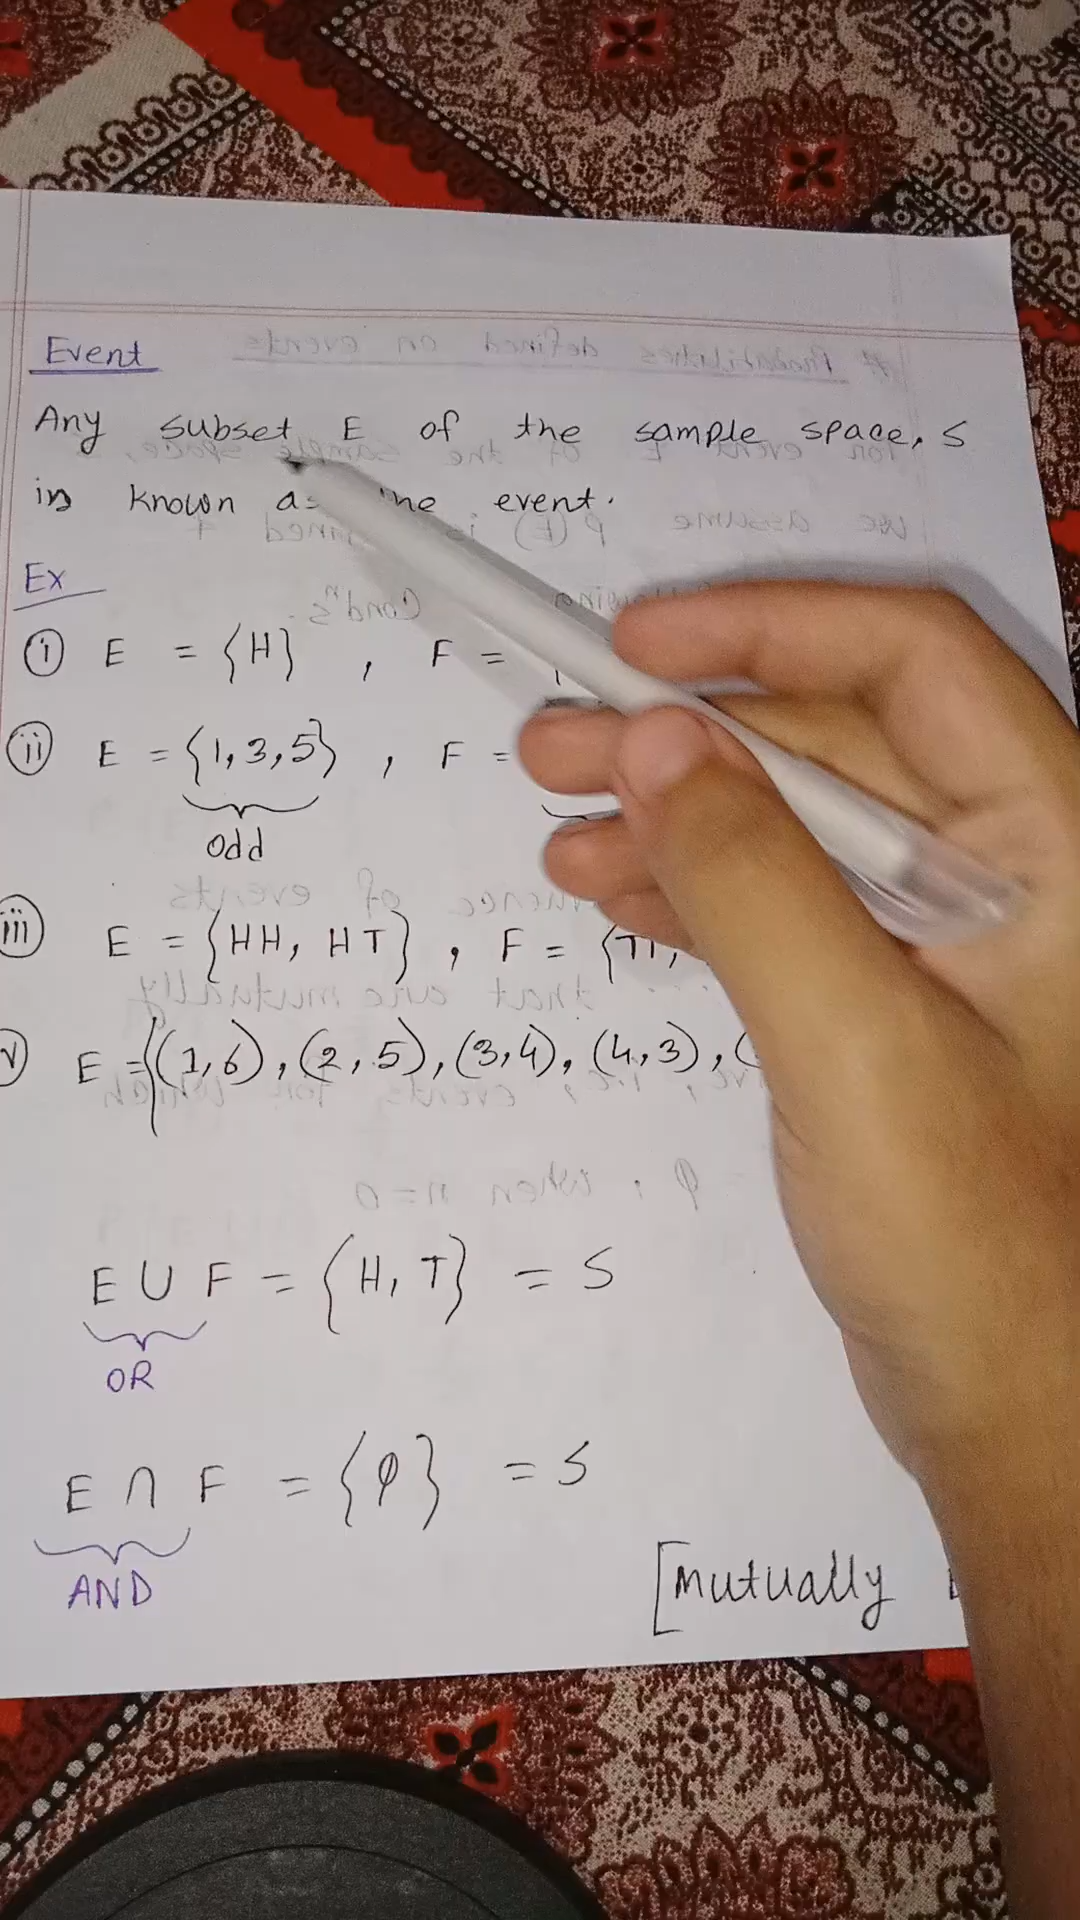 Event
Any subset E of the sample space, S
is known as the event.
Ex
(i) E = {H} , F =
(ii) E = {1,3,5} , F =
odd
(iii) E = {HH, HT} , F = {TT,
E = {(1,6), (2,5), (3,4), (4,3), (
E U F = {H, T} = S
OR
E ∩ F = {φ} = S
AND
[Mutually